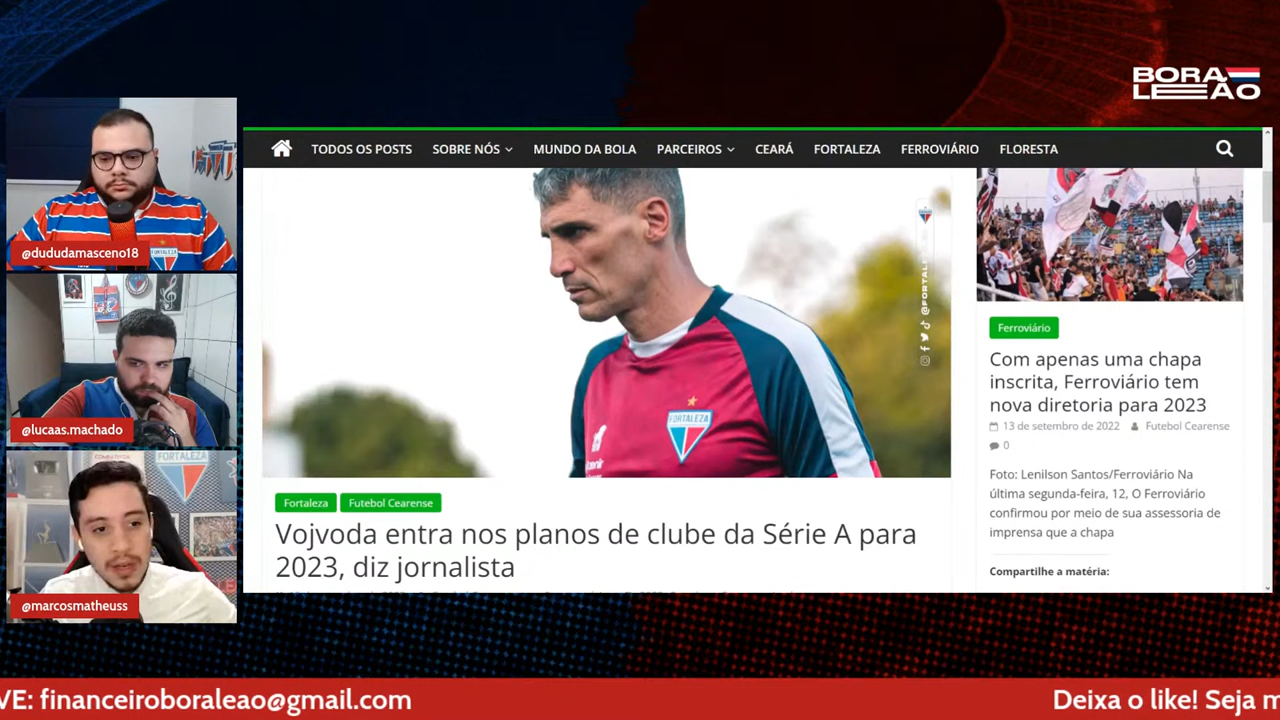 BORA
LEÃO
TODOS OS POSTS
SOBRE NÓS
MUNDO DA BOLA
PARCEIROS
CEARÁ
FORTALEZA
FERROVIÁRIO
FLORESTA
@dududamasceno18
@lucaas.machado
@marcosmatheuss
FORTALEZA
FORTALEZA
FORTALEZA
Fortaleza
Futebol Cearense
Vojvoda entra nos planos de clube da Série A para
2023, diz jornalista
Ferroviário
Com apenas uma chapa
inscrita, Ferroviário tem
nova diretoria para 2023
13 de setembro de 2022
Futebol Cearense
0
Foto: Lenilson Santos/Ferroviário Na
última segunda-feira, 12, O Ferroviário
confirmou por meio de sua assessoria de
imprensa que a chapa
Compartilhe a matéria:
VE: financeiroboraleao@gmail.com
Deixa o like! Seja m